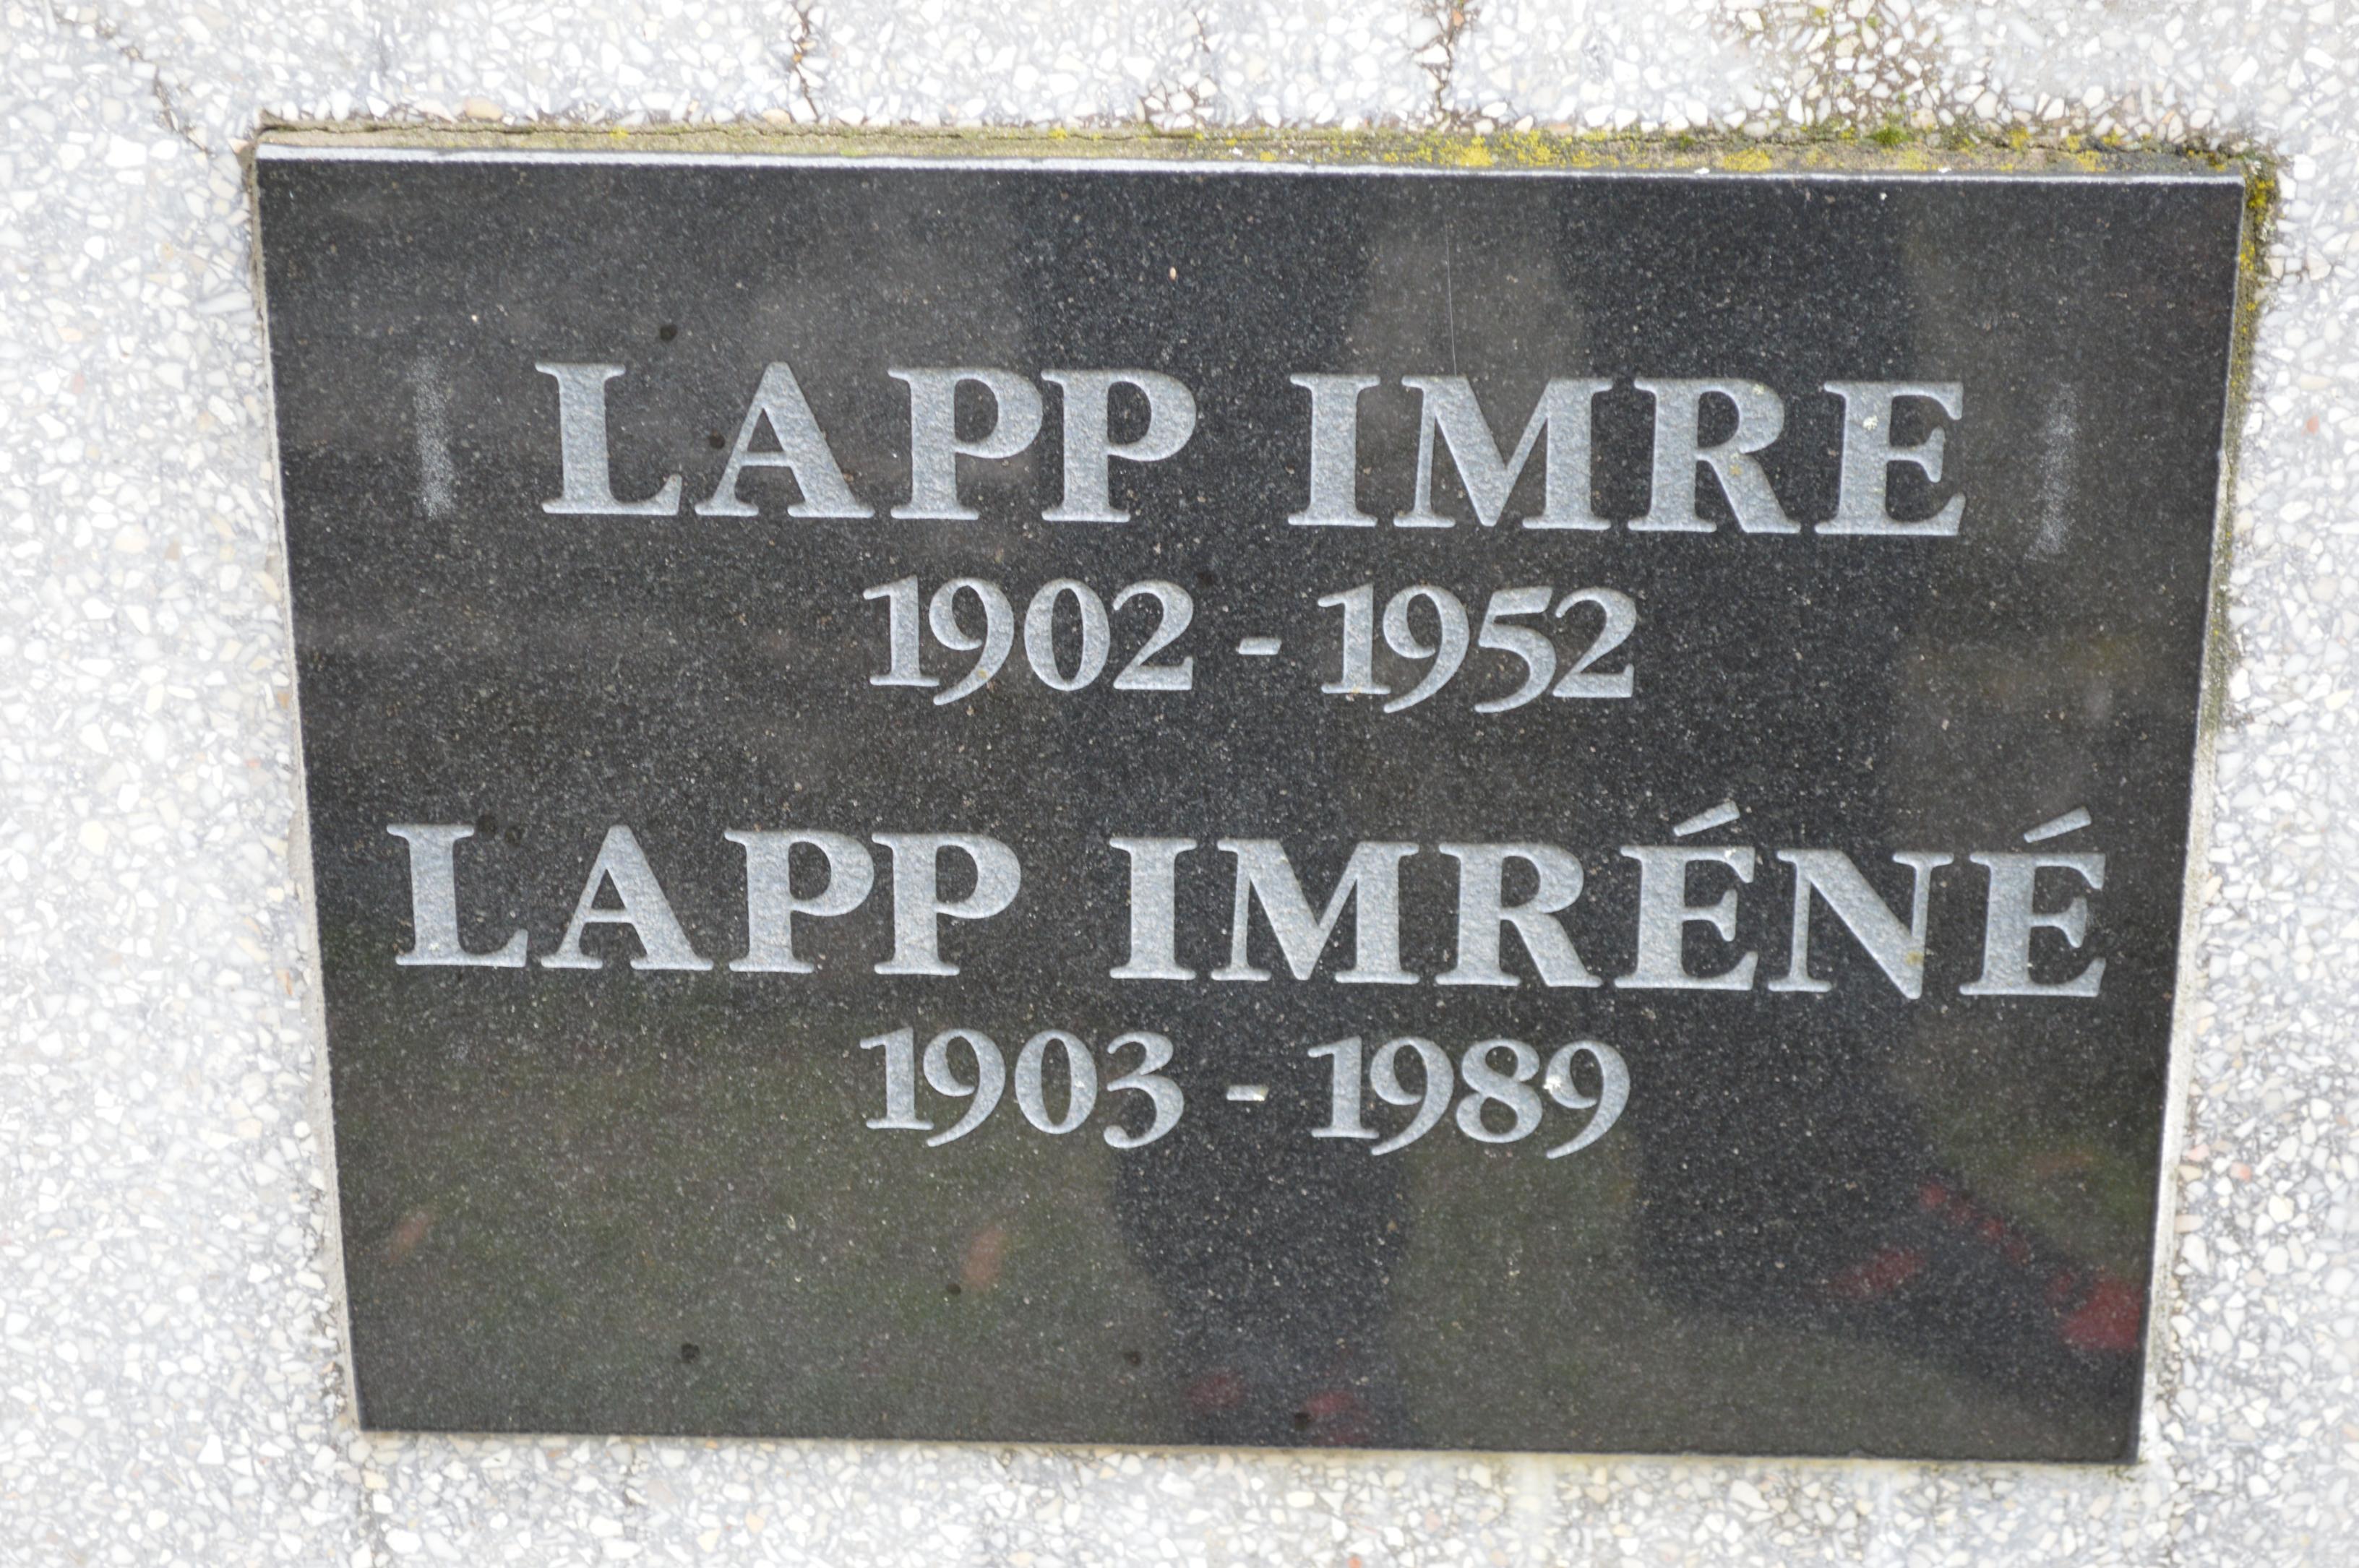 LAPP IMRE
1902 - 1952
LAPP IMRÉNÉ
1903 - 1989